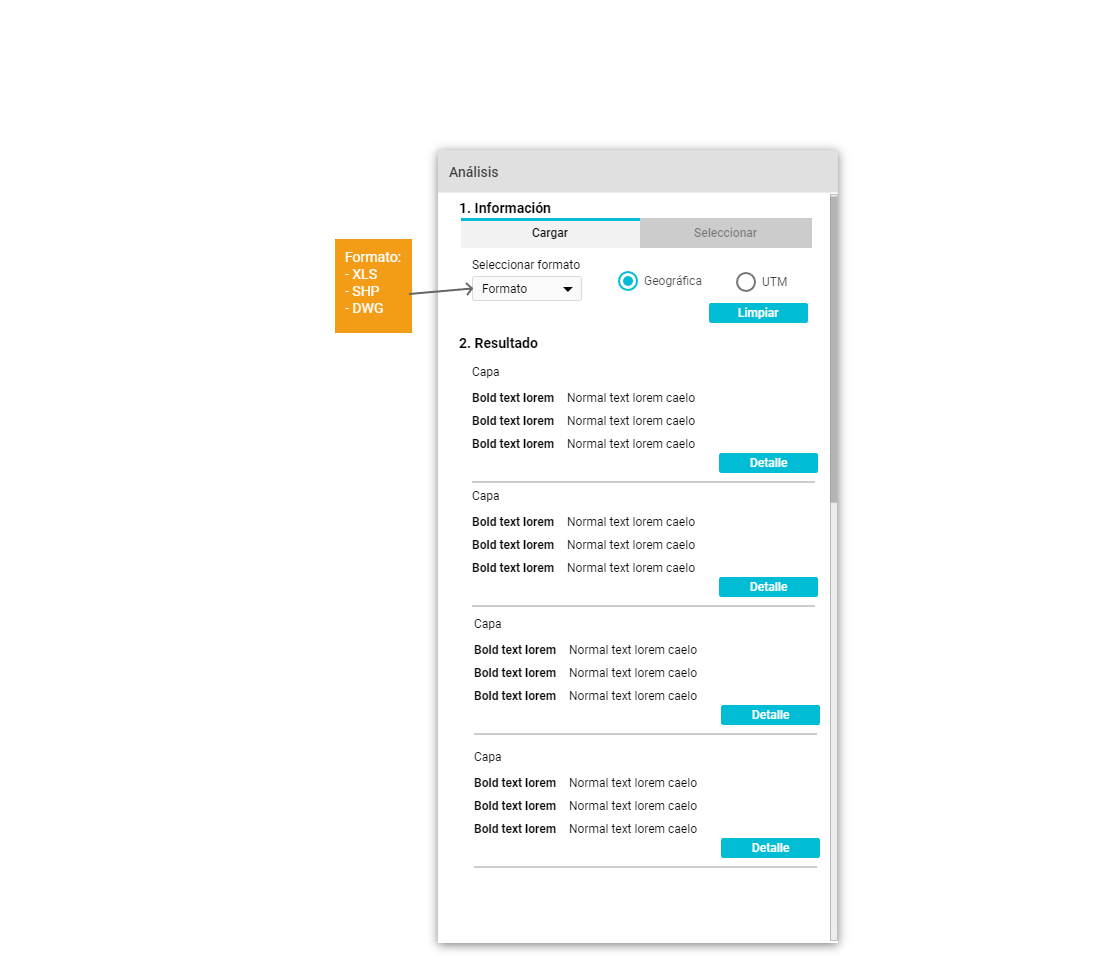 Análisis
1. Información
Cargar
Seleccionar
Formato:
- XLS
- SHP
- DWG
Seleccionar formato
Formato
Geográfica
UTM
Limpiar
2. Resultado
Capa
Bold text lorem Normal text lorem caelo
Bold text lorem Normal text lorem caelo
Bold text lorem Normal text lorem caelo
Detalle
Capa
Bold text lorem Normal text lorem caelo
Bold text lorem Normal text lorem caelo
Bold text lorem Normal text lorem caelo
Detalle
Capa
Bold text lorem Normal text lorem caelo
Bold text lorem Normal text lorem caelo
Bold text lorem Normal text lorem caelo
Detalle
Capa
Bold text lorem Normal text lorem caelo
Bold text lorem Normal text lorem caelo
Bold text lorem Normal text lorem caelo
Detalle